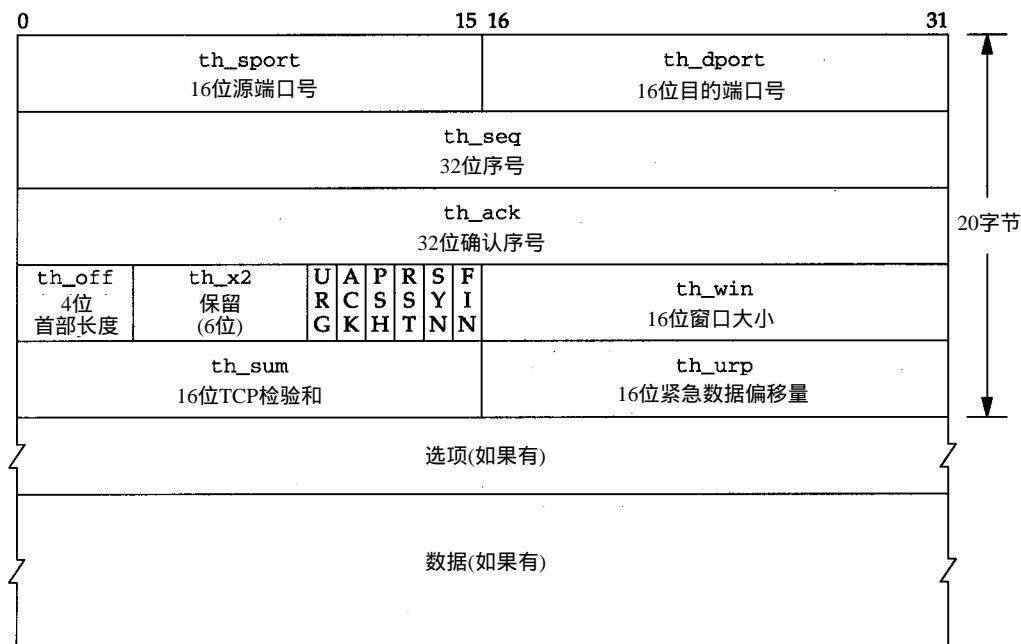 0 15 16 31
th_sport th_dport
16位源端口号 16位目的端口号
th_seq
32位序号
th_ack
32位确认序号
20字节
th_off th_x2 URG ACK PSH RST SYN FIN th_win
4位 保留 16位窗口大小
首部长度 (6位)
th_sum th_urp
16位TCP检验和 16位紧急数据偏移量
选项(如果有)
数据(如果有)